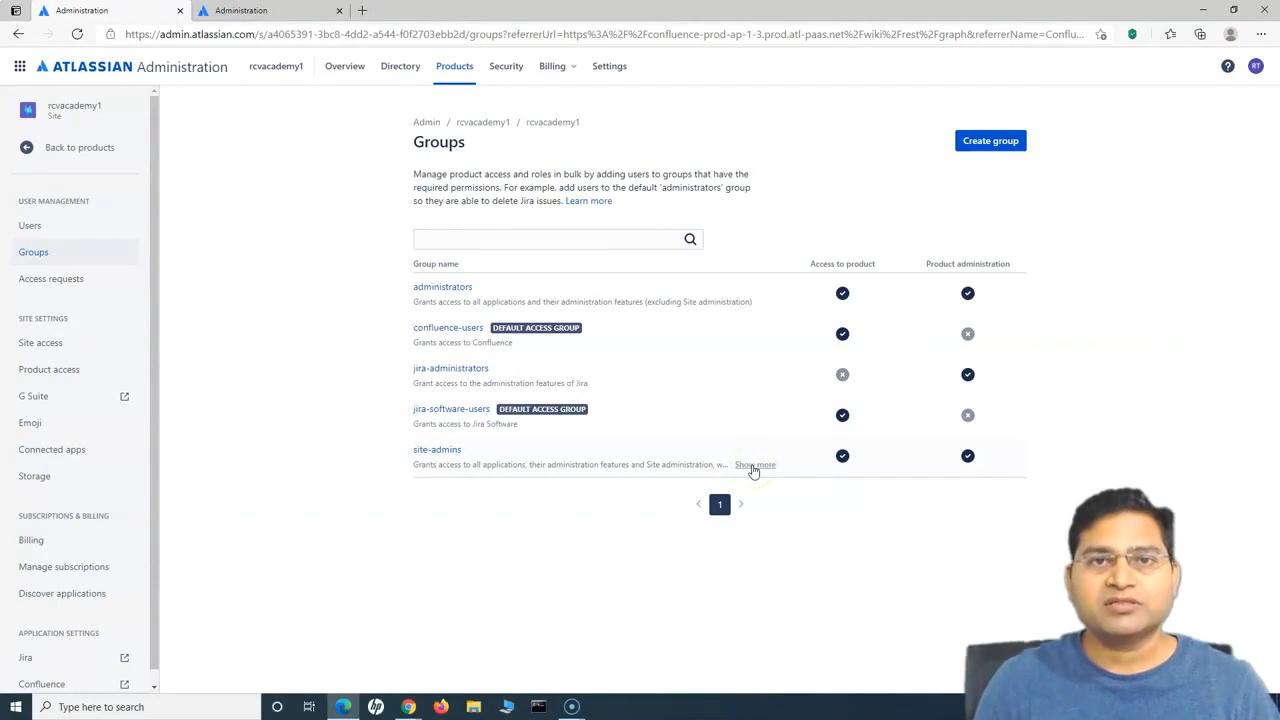 Administration
Administration
https://admin.atlassian.com/s/a4065391-3bc8-4dd2-a544-f0f2703ebb2d/groups?referrerUrl=https%3A%2F%2Fconfluence-prod-ap-1-3.prod.atl-paas.net%2Fwiki%2Frest%2Fgraph&referrerName=Conflu...
ATLASSIAN Administration
rcvacademy1
Overview
Directory
Products
Security
Billing
Settings
RT
rcvacademy1
Site
Back to products
USER MANAGEMENT
Users
Groups
Access requests
SITE SETTINGS
Site access
Product access
G Suite
Emoji
Connected apps
Storage
SUBSCRIPTIONS & BILLING
Billing
Manage subscriptions
Discover applications
APPLICATION SETTINGS
Jira
Confluence
Admin / rcvacademy1 / rcvacademy1
Groups
Create group
Manage product access and roles in bulk by adding users to groups that have the
required permissions. For example, add users to the default 'administrators' group
so they are able to delete Jira issues. Learn more
Group name Access to product Product administration
administrators
Grants access to all applications and their administration features (excluding Site administration)
confluence-users DEFAULT ACCESS GROUP
Grants access to Confluence
jira-administrators
Grant access to the administration features of Jira
jira-software-users DEFAULT ACCESS GROUP
Grants access to Jira Software
site-admins
Grants access to all applications, their administration features and Site administration, w... Show more
1
Type here to search